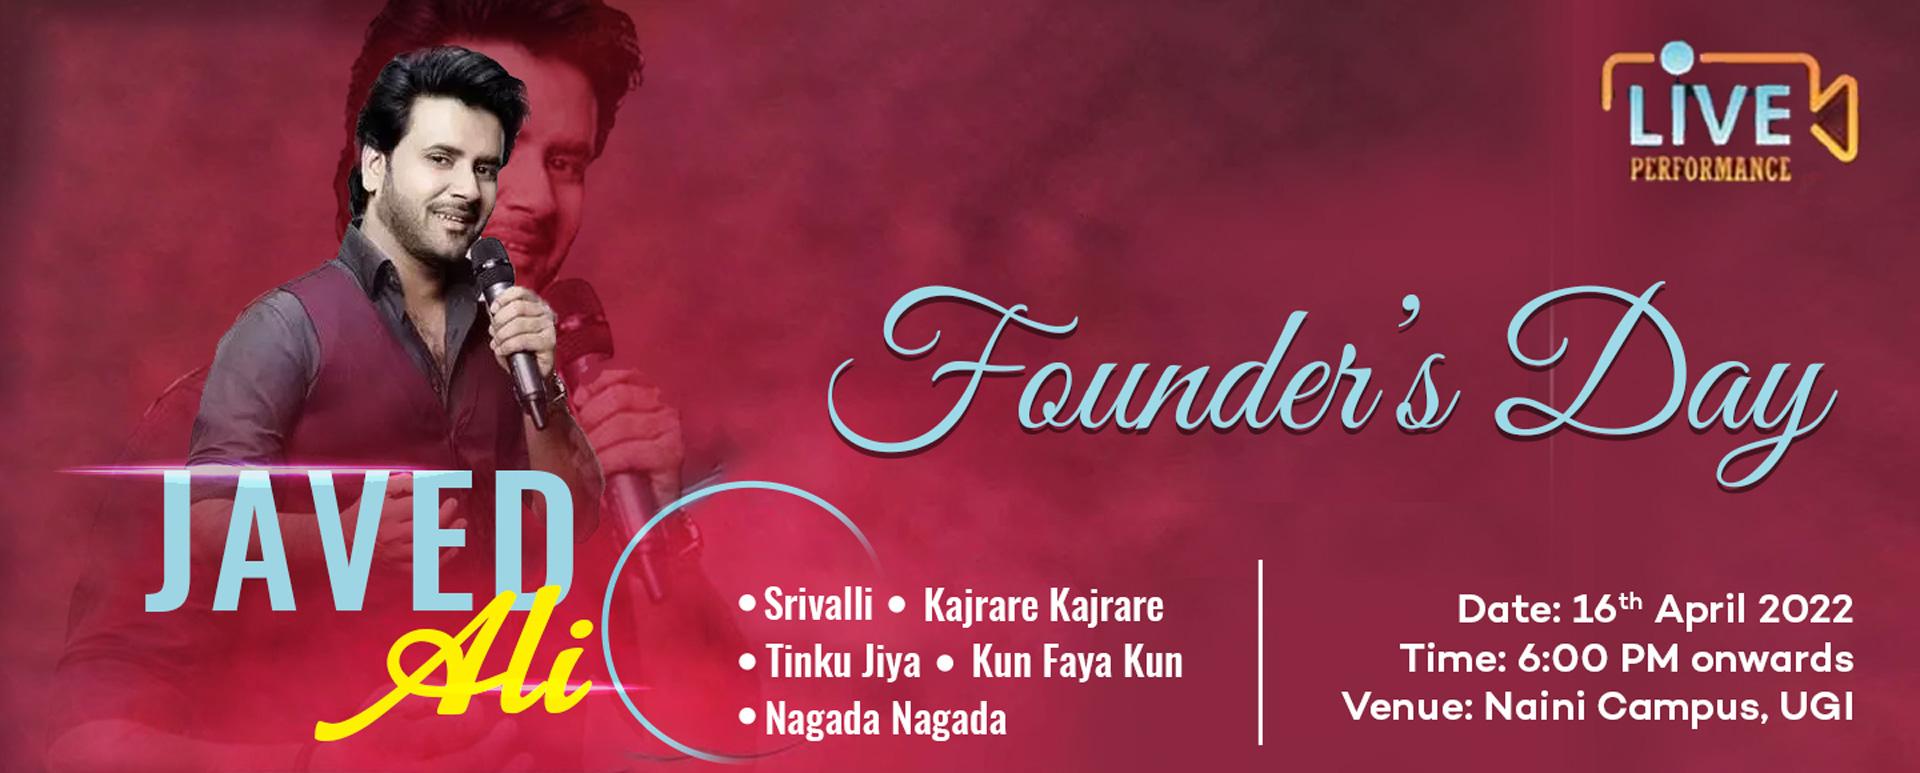 LIVE
PERFORMANCE
Founder's Day
JAVED
Ali
• Srivalli • Kajrare Kajrare
• Tinku Jiya • Kun Faya Kun
• Nagada Nagada
Date: 16th April 2022
Time: 6:00 PM onwards
Venue: Naini Campus, UGI